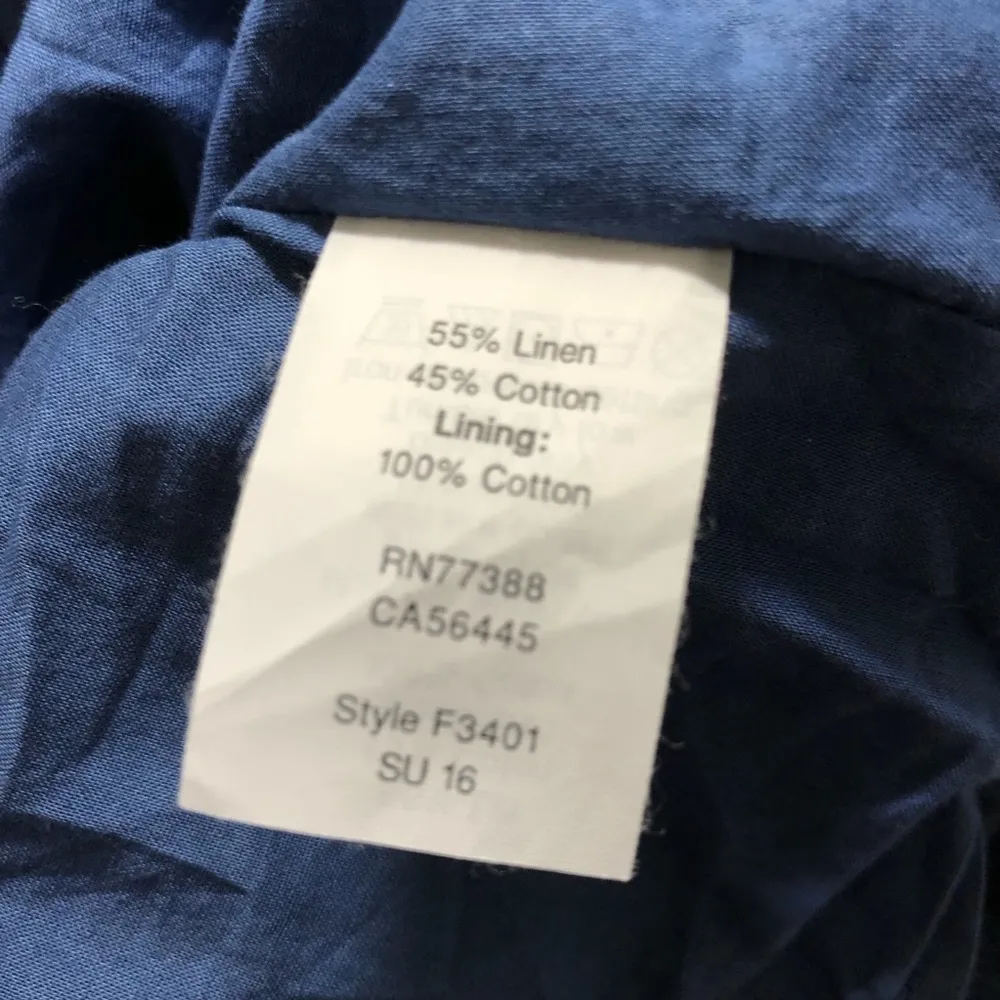 55% Linen
45% Cotton
Lining:
100% Cotton
RN77388
CA56445
Style F3401
SU 16